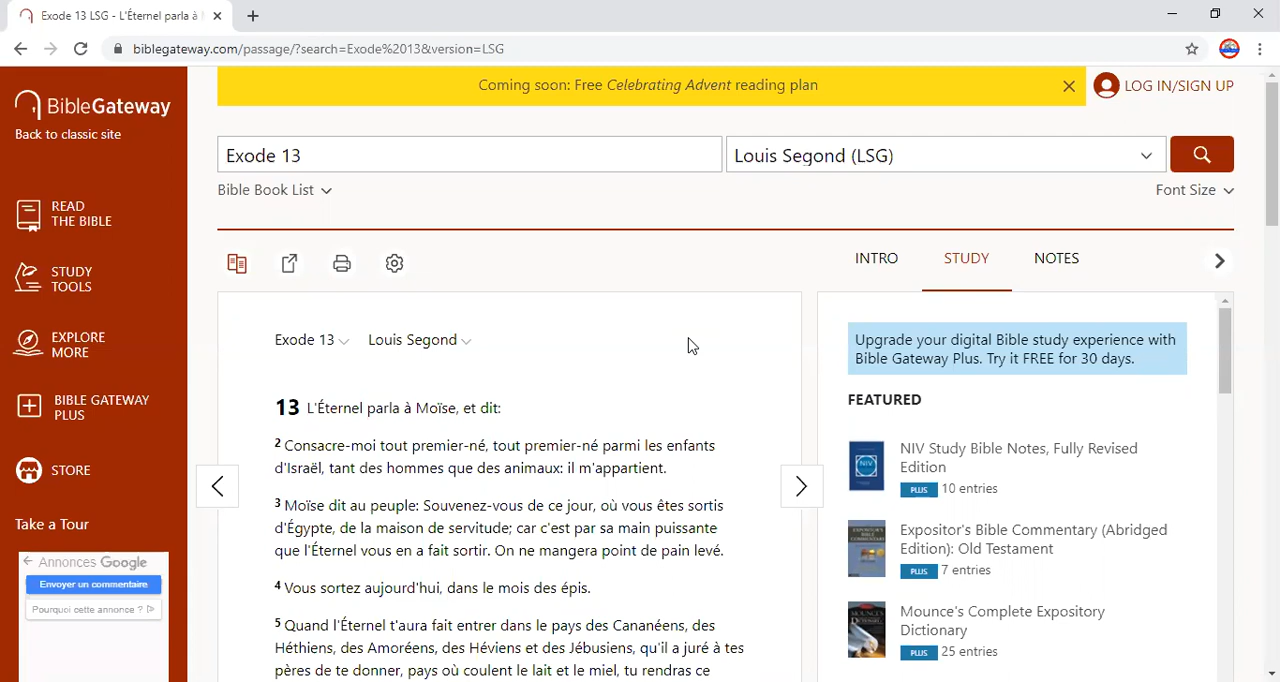 Exode 13 LSG - L'Éternel parla à
biblegateway.com/passage/?search=Exode%2013&version=LSG
Coming soon: Free Celebrating Advent reading plan
LOG IN/SIGN UP
BibleGateway
Back to classic site
Exode 13
Louis Segond (LSG)
Bible Book List
Font Size
READ
THE BIBLE
STUDY
TOOLS
EXPLORE
MORE
BIBLE GATEWAY
PLUS
STORE
Take a Tour
Annonces Google
Envoyer un commentaire
Pourquoi cette annonce ?
INTRO
STUDY
NOTES
Exode 13
Louis Segond
13 L'Éternel parla à Moïse, et dit:
2 Consacre-moi tout premier-né, tout premier-né parmi les enfants
d'Israël, tant des hommes que des animaux: il m'appartient.
3 Moïse dit au peuple: Souvenez-vous de ce jour, où vous êtes sortis
d'Égypte, de la maison de servitude; car c'est par sa main puissante
que l'Éternel vous en a fait sortir. On ne mangera point de pain levé.
4 Vous sortez aujourd'hui, dans le mois des épis.
5 Quand l'Éternel t'aura fait entrer dans le pays des Cananéens, des
Héthiens, des Amoréens, des Héviens et des Jébusiens, qu'il a juré à tes
pères de te donner, pays où coulent le lait et le miel, tu rendras ce
Upgrade your digital Bible study experience with
Bible Gateway Plus. Try it FREE for 30 days.
FEATURED
NIV Study Bible Notes, Fully Revised
Edition
PLUS 10 entries
Expositor's Bible Commentary (Abridged
Edition): Old Testament
PLUS 7 entries
Mounce's Complete Expository
Dictionary
PLUS 25 entries